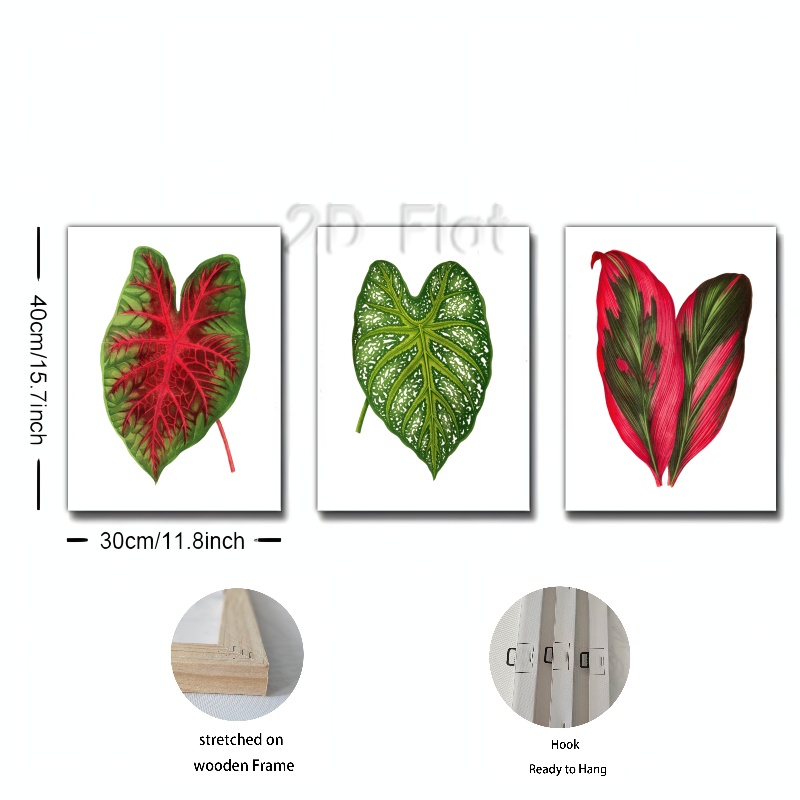 2D Flat
40cm/15.7inch
30cm/11.8inch
stretched on
wooden Frame
Hook
Ready to Hang